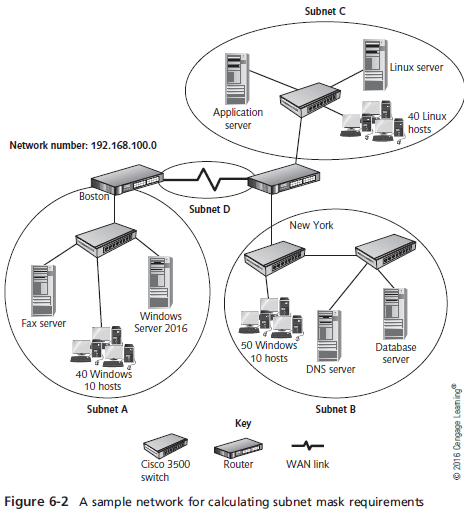 Subnet C
Linux server
Application
server
40 Linux
hosts
Network number: 192.168.100.0
Boston
Subnet D
New York
Fax server
Windows
Server 2016
40 Windows
10 hosts
50 Windows
10 hosts
DNS server
Database
server
Subnet A
Subnet B
Key
Cisco 3500
switch
Router
WAN link
© 2016 Cengage Learning®
Figure 6-2 A sample network for calculating subnet mask requirements